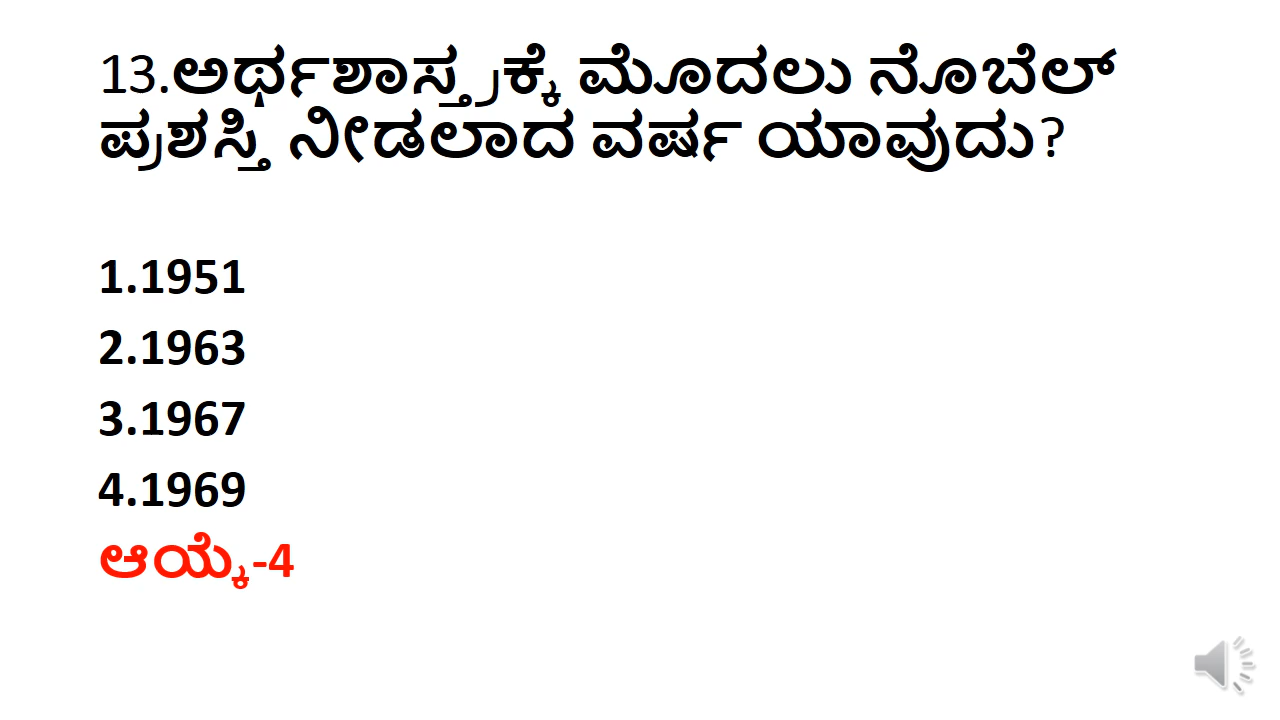 13.ಅರ್ಥಶಾಸ್ತ್ರಕ್ಕೆ ಮೊದಲು ನೊಬೆಲ್
ಪ್ರಶಸ್ತಿ ನೀಡಲಾದ ವರ್ಷ ಯಾವುದು?
1.1951
2.1963
3.1967
4.1969
ಆಯ್ಕೆ-4